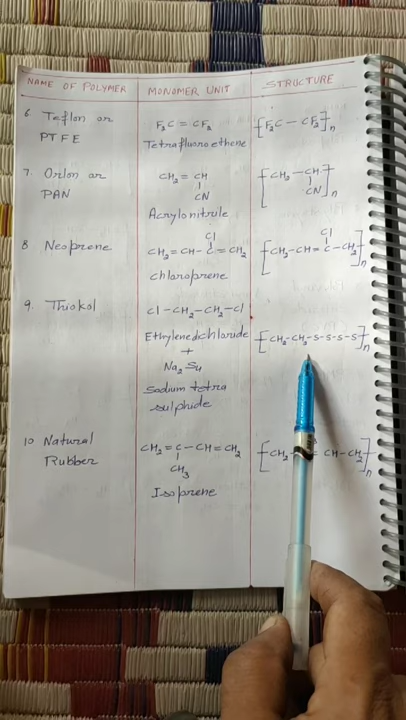 NAME OF POLYMER MONOMER UNIT STRUCTURE
6 Teflon or PTFE
F₂C = CF₂
Tetrafluoroethene
[F₂C - CF₂]n
7. Orlon or PAN
CH₂ = CH
CN
Acrylonitrule
[CH₂ - CH
CN]n
8 Neoprene
Cl
CH₂=CH-C=CH₂
chloroprene
Cl
[CH₂-CH=C-CH₂]n
9. Thiokol
Cl-CH₂-CH₂-Cl
Ethylenedichloride
+
Na₂S₄
Sodium tetra
sulphide
[CH₂-CH₂-S-S-S-S]n
10 Natural
Rubber
CH₂=C-CH=CH₂
CH₃
Isoprene
[CH₂ = CH-CH₂]n